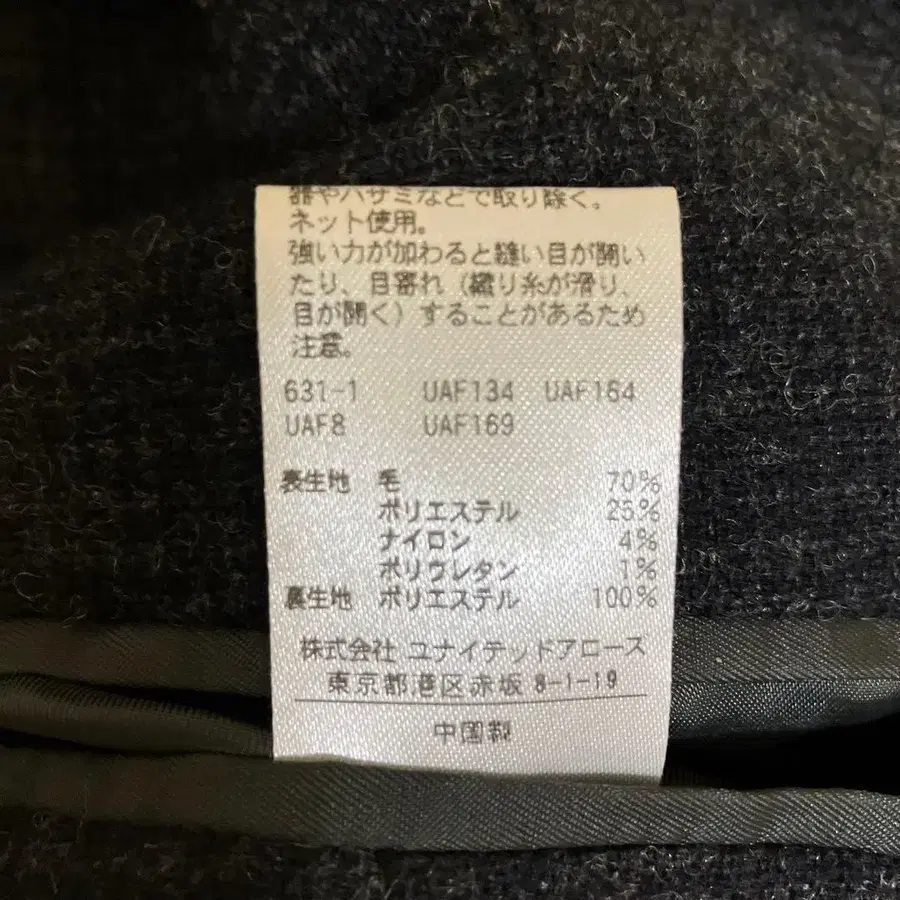 器やハサミなどで取り除く。
ネット使用。
強い力が加わると縫い目が開い
たり、目寄れ（織り糸が滑り、
目が開く）することがあるため
注意。
631-1 UAF134 UAF164
UAF8 UAF169
表生地 毛 70%
ポリエステル 25%
ナイロン 4%
ポリウレタン 1%
裏生地 ポリエステル 100%
株式会社 ユナイテッドアローズ
東京都港区赤坂 8-1-19
中国製